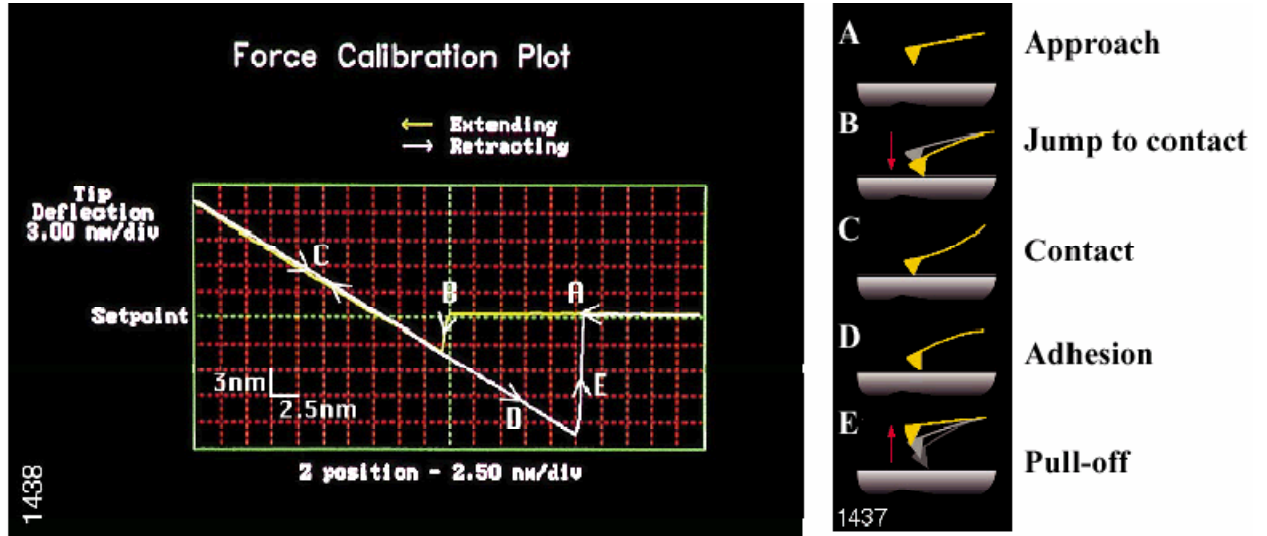 Force Calibration Plot
Extending
Retracting
Tip
Deflection
3.00 nm/div
Setpoint
C
B
A
3nm
2.5nm
D
E
Z position - 2.50 nm/div
1438
A
Approach
B
Jump to contact
C
Contact
D
Adhesion
E
Pull-off
1437